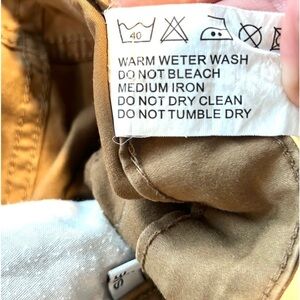 40
WARM WETER WASH
DO NOT BLEACH
MEDIUM IRON
DO NOT DRY CLEAN
DO NOT TUMBLE DRY